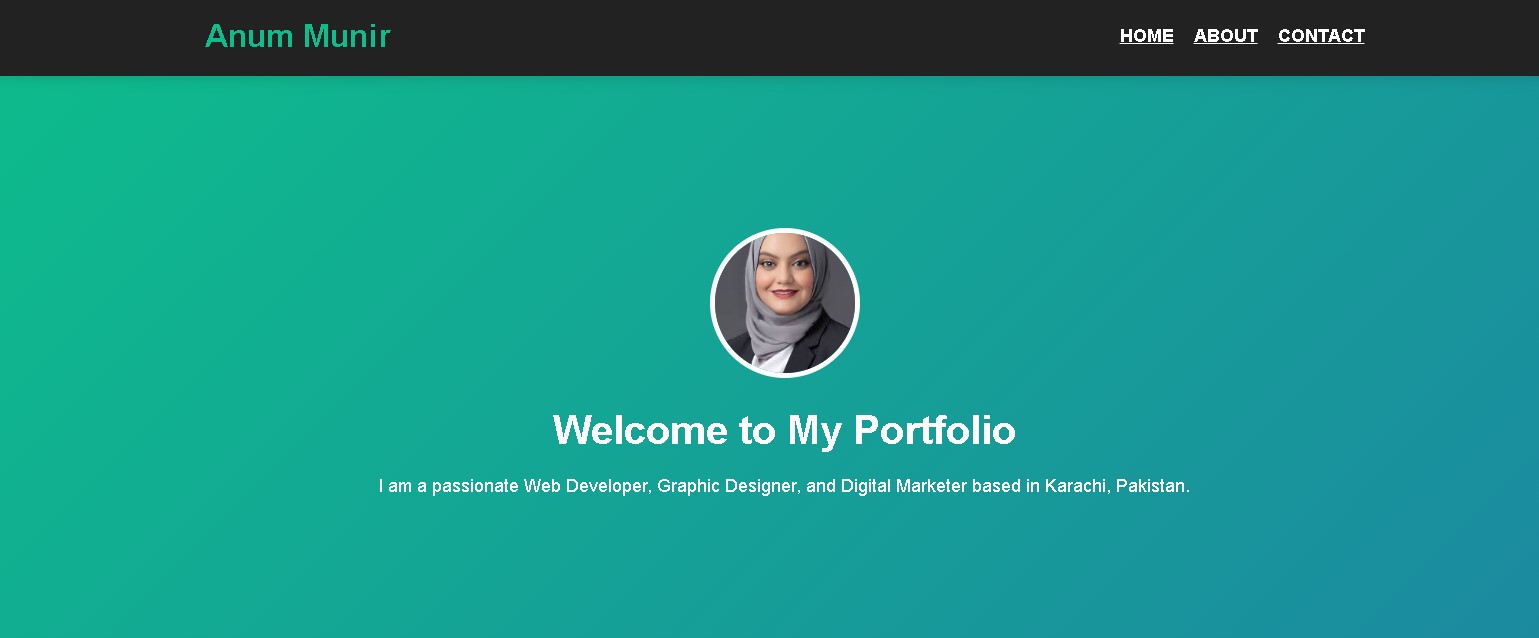 Anum Munir
HOME ABOUT CONTACT
Welcome to My Portfolio
I am a passionate Web Developer, Graphic Designer, and Digital Marketer based in Karachi, Pakistan.